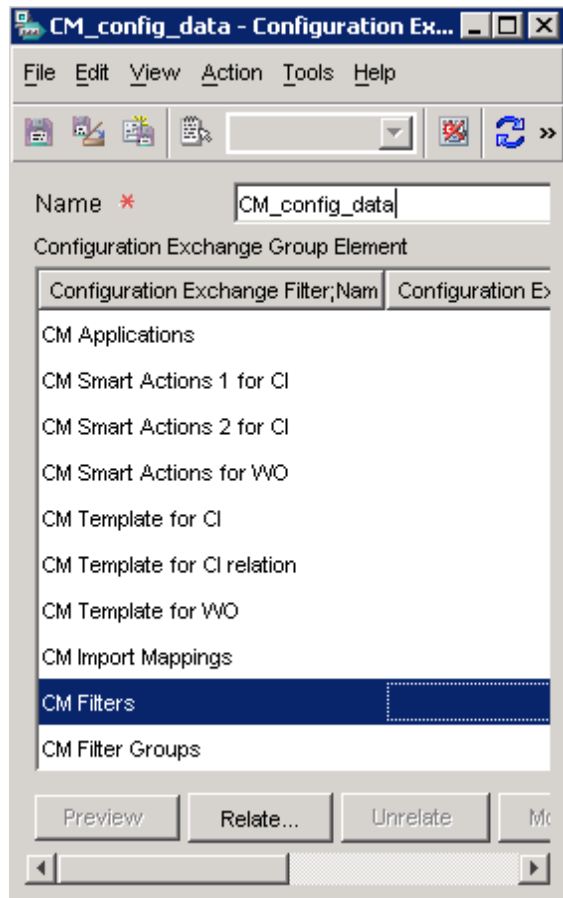 CM_config_data - Configuration Ex...
File Edit View Action Tools Help
»
Name *
CM_config_data
Configuration Exchange Group Element
Configuration Exchange Filter;Nam Configuration Ex
CM Applications
CM Smart Actions 1 for CI
CM Smart Actions 2 for CI
CM Smart Actions for WO
CM Template for CI
CM Template for CI relation
CM Template for WO
CM Import Mappings
CM Filters
CM Filter Groups
Preview Relate... Unrelate Mo